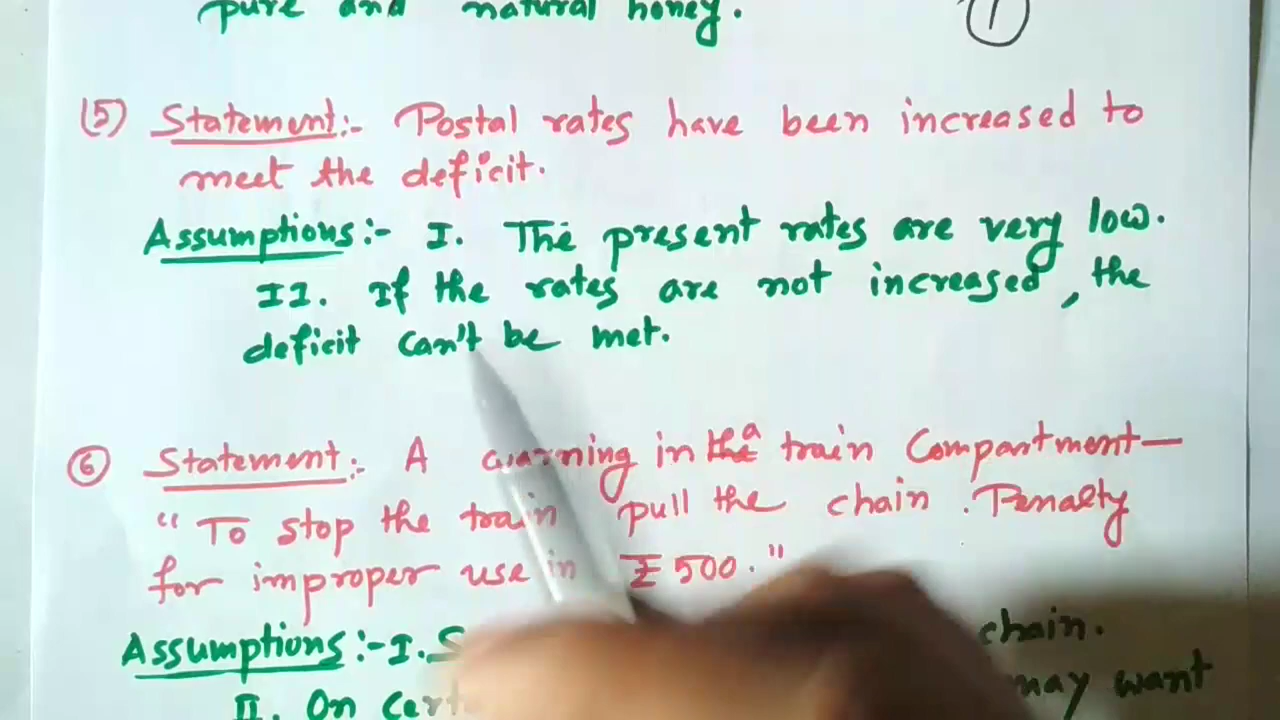 pure and natural honey.
1
(5) Statement:- Postal rates have been increased to
meet the deficit.
Assumptions:- I. The present rates are very low.
II. If the rates are not increased, the
deficit can't be met.
6 Statement:- A warning in a train Compartment—
"To stop the train pull the chain. Penalty
for improper use in ₹500."
Assumptions:- I. chain.
II. On may want